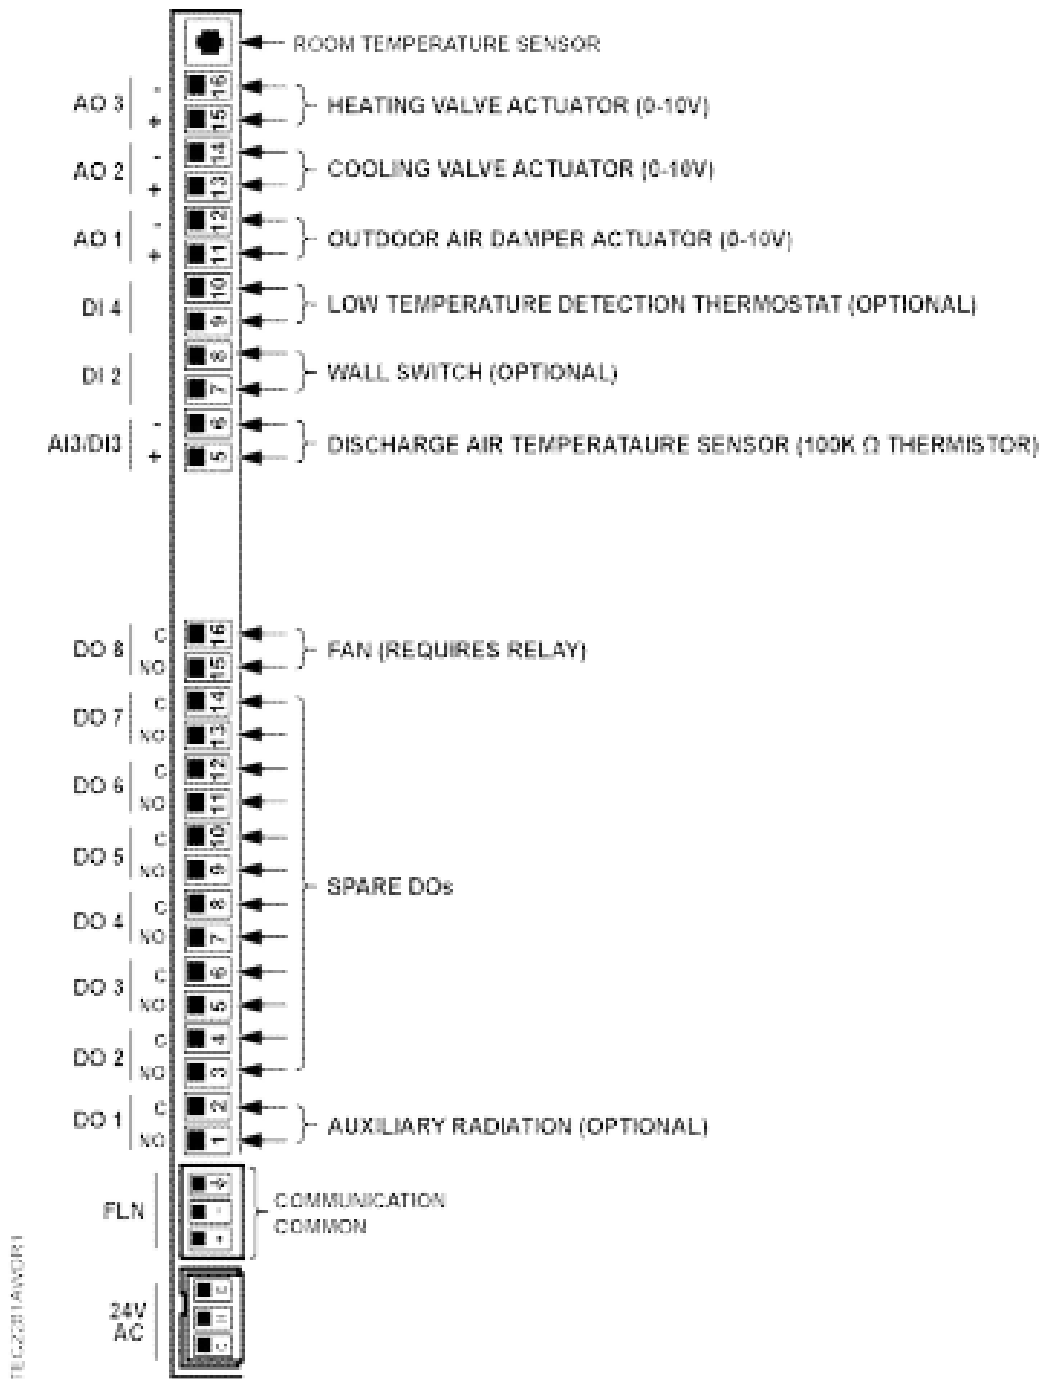 ROOM TEMPERATURE SENSOR
AO 3 - 16
+ 15
HEATING VALVE ACTUATOR (0-10V)
AO 2 - 14
+ 13
COOLING VALVE ACTUATOR (0-10V)
AO 1 - 12
+ 11
OUTDOOR AIR DAMPER ACTUATOR (0-10V)
DI 4 10
9
LOW TEMPERATURE DETECTION THERMOSTAT (OPTIONAL)
DI 2 8
7
WALL SWITCH (OPTIONAL)
AI3/DI3 - 6
+ 5
DISCHARGE AIR TEMPERATAURE SENSOR (100K Ω THERMISTOR)
DO 8 C 16
NO 15
FAN (REQUIRES RELAY)
DO 7 C 14
NO 13
DO 6 C 12
NO 11
DO 5 C 10
NO 9
SPARE DOs
DO 4 C 8
NO 7
DO 3 C 6
NO 5
DO 2 C 4
NO 3
DO 1 C 2
NO 1
AUXILIARY RADIATION (OPTIONAL)
FLN
COMMUNICATION
COMMON
24V
AC